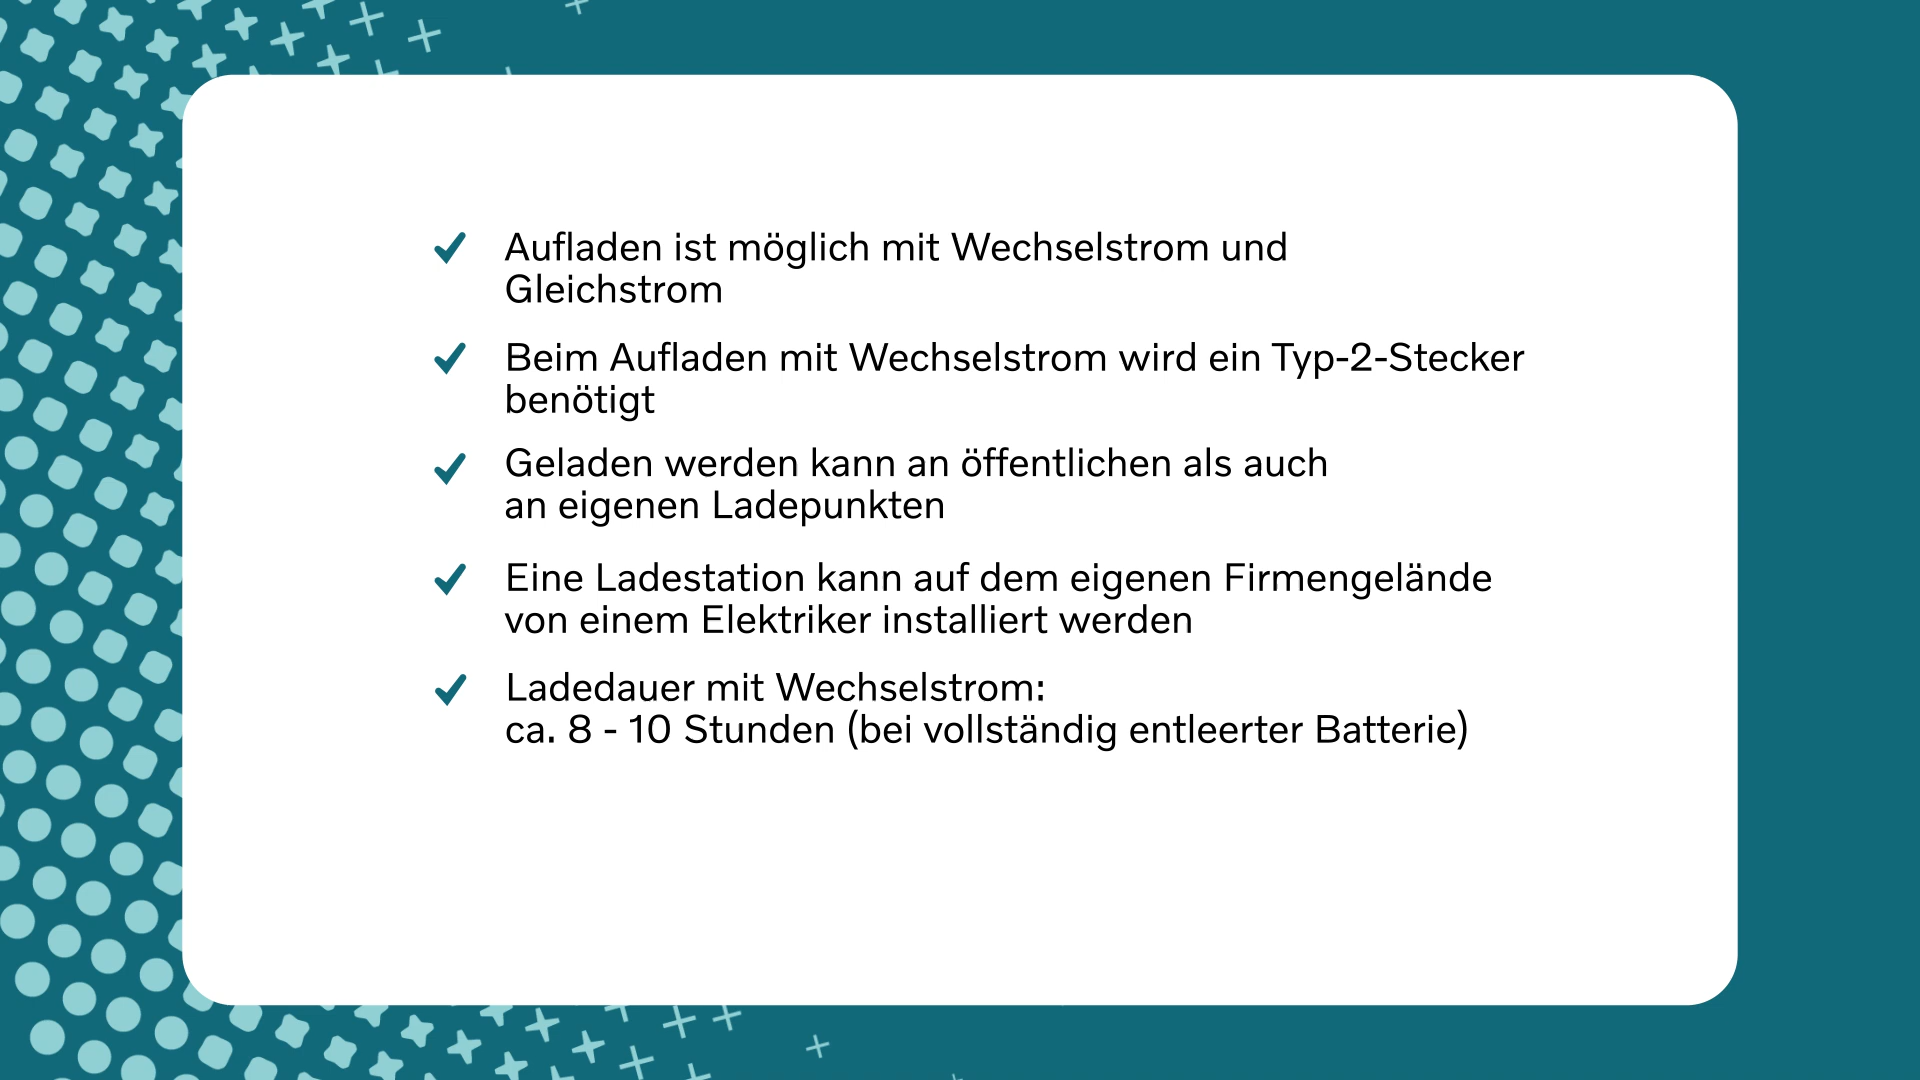 Aufladen ist möglich mit Wechselstrom und
Gleichstrom
Beim Aufladen mit Wechselstrom wird ein Typ-2-Stecker
benötigt
Geladen werden kann an öffentlichen als auch
an eigenen Ladepunkten
Eine Ladestation kann auf dem eigenen Firmengelände
von einem Elektriker installiert werden
Ladedauer mit Wechselstrom:
ca. 8 - 10 Stunden (bei vollständig entleerter Batterie)